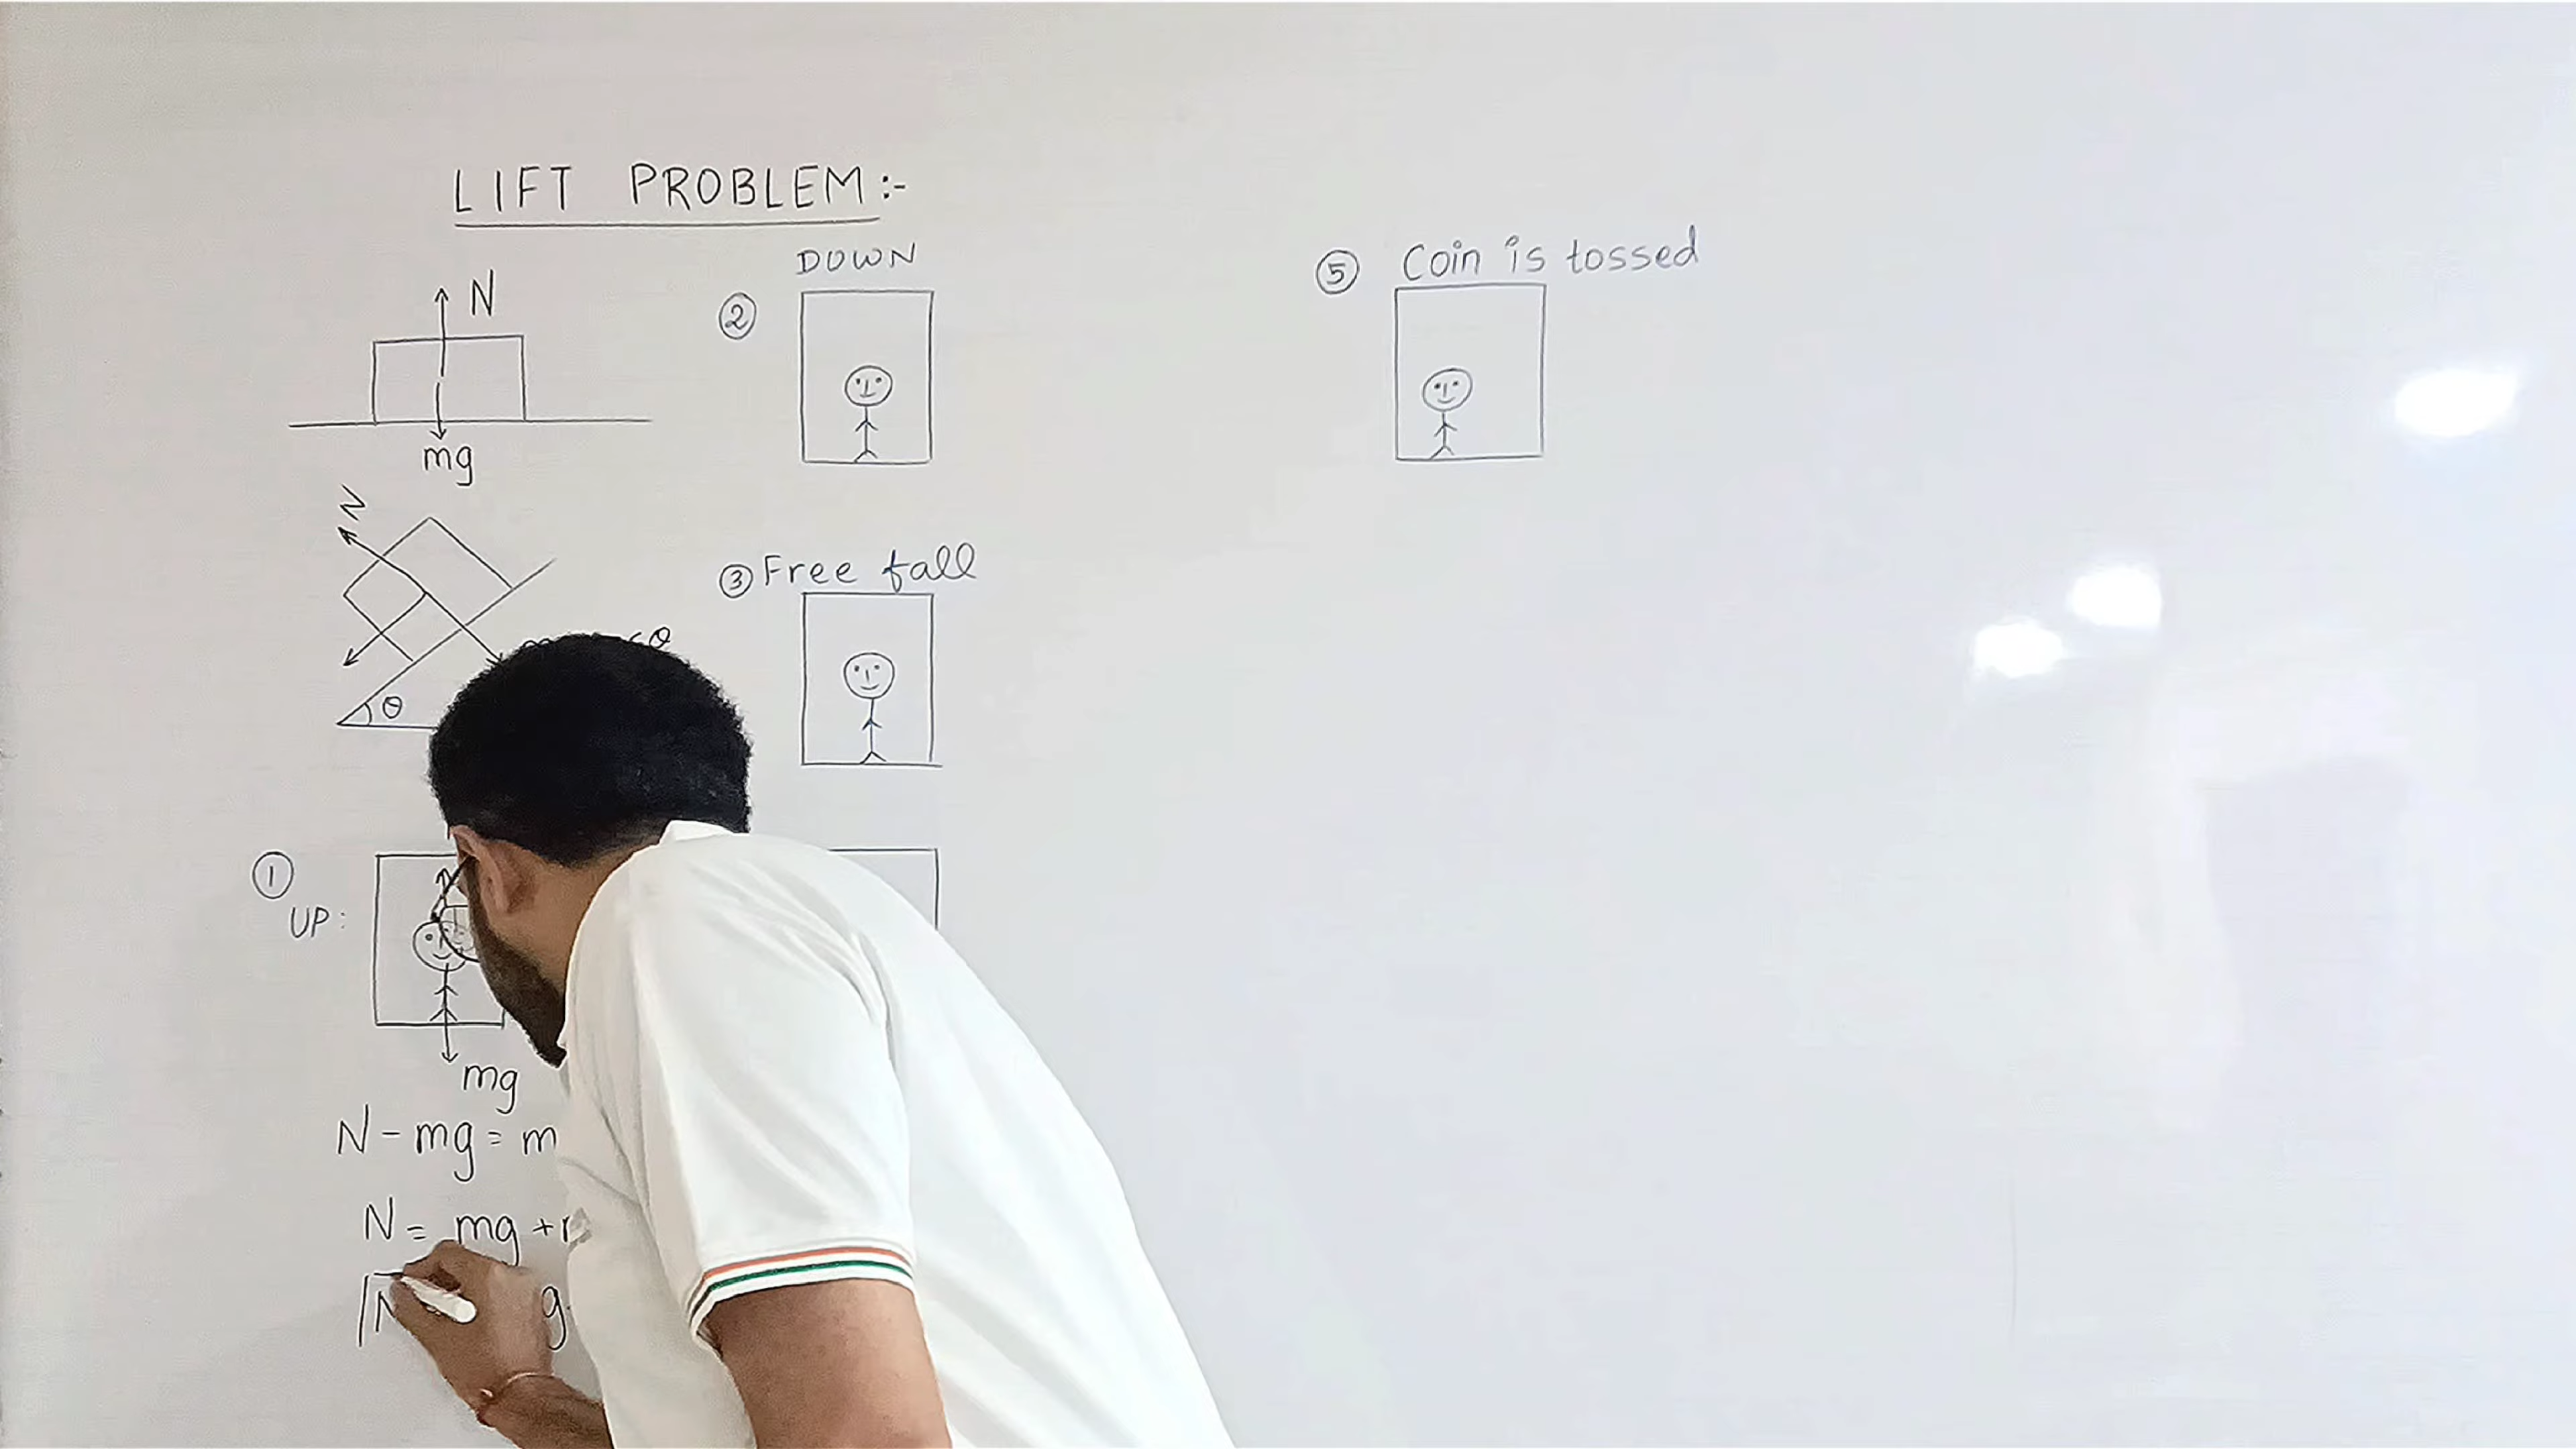 LIFT PROBLEM :-
N
mg
N
θ
①
UP :
mg
N - mg = m
N = mg +
N
g
DOWN
②
③ Free fall
⑤ Coin is tossed